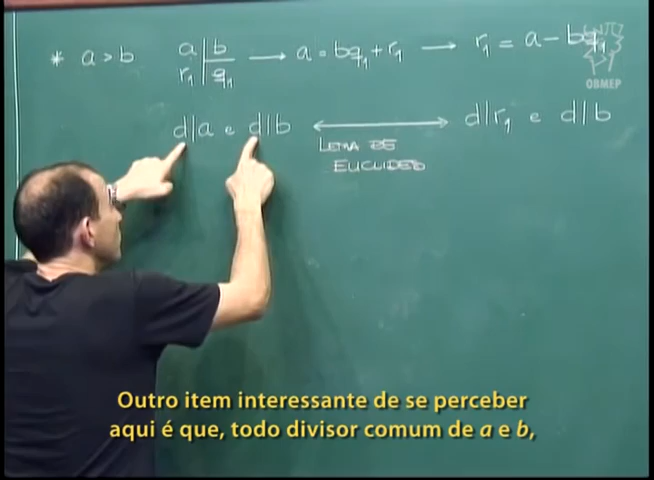 * a > b a | b → a = bq₁ + r₁ → r₁ = a - bq₁
r₁ | q₁
OBMEP
d|a e d|b ↔ d|r₁ e d|b
LEMA DE
EUCLIDES
Outro item interessante de se perceber
aqui é que, todo divisor comum de a e b,